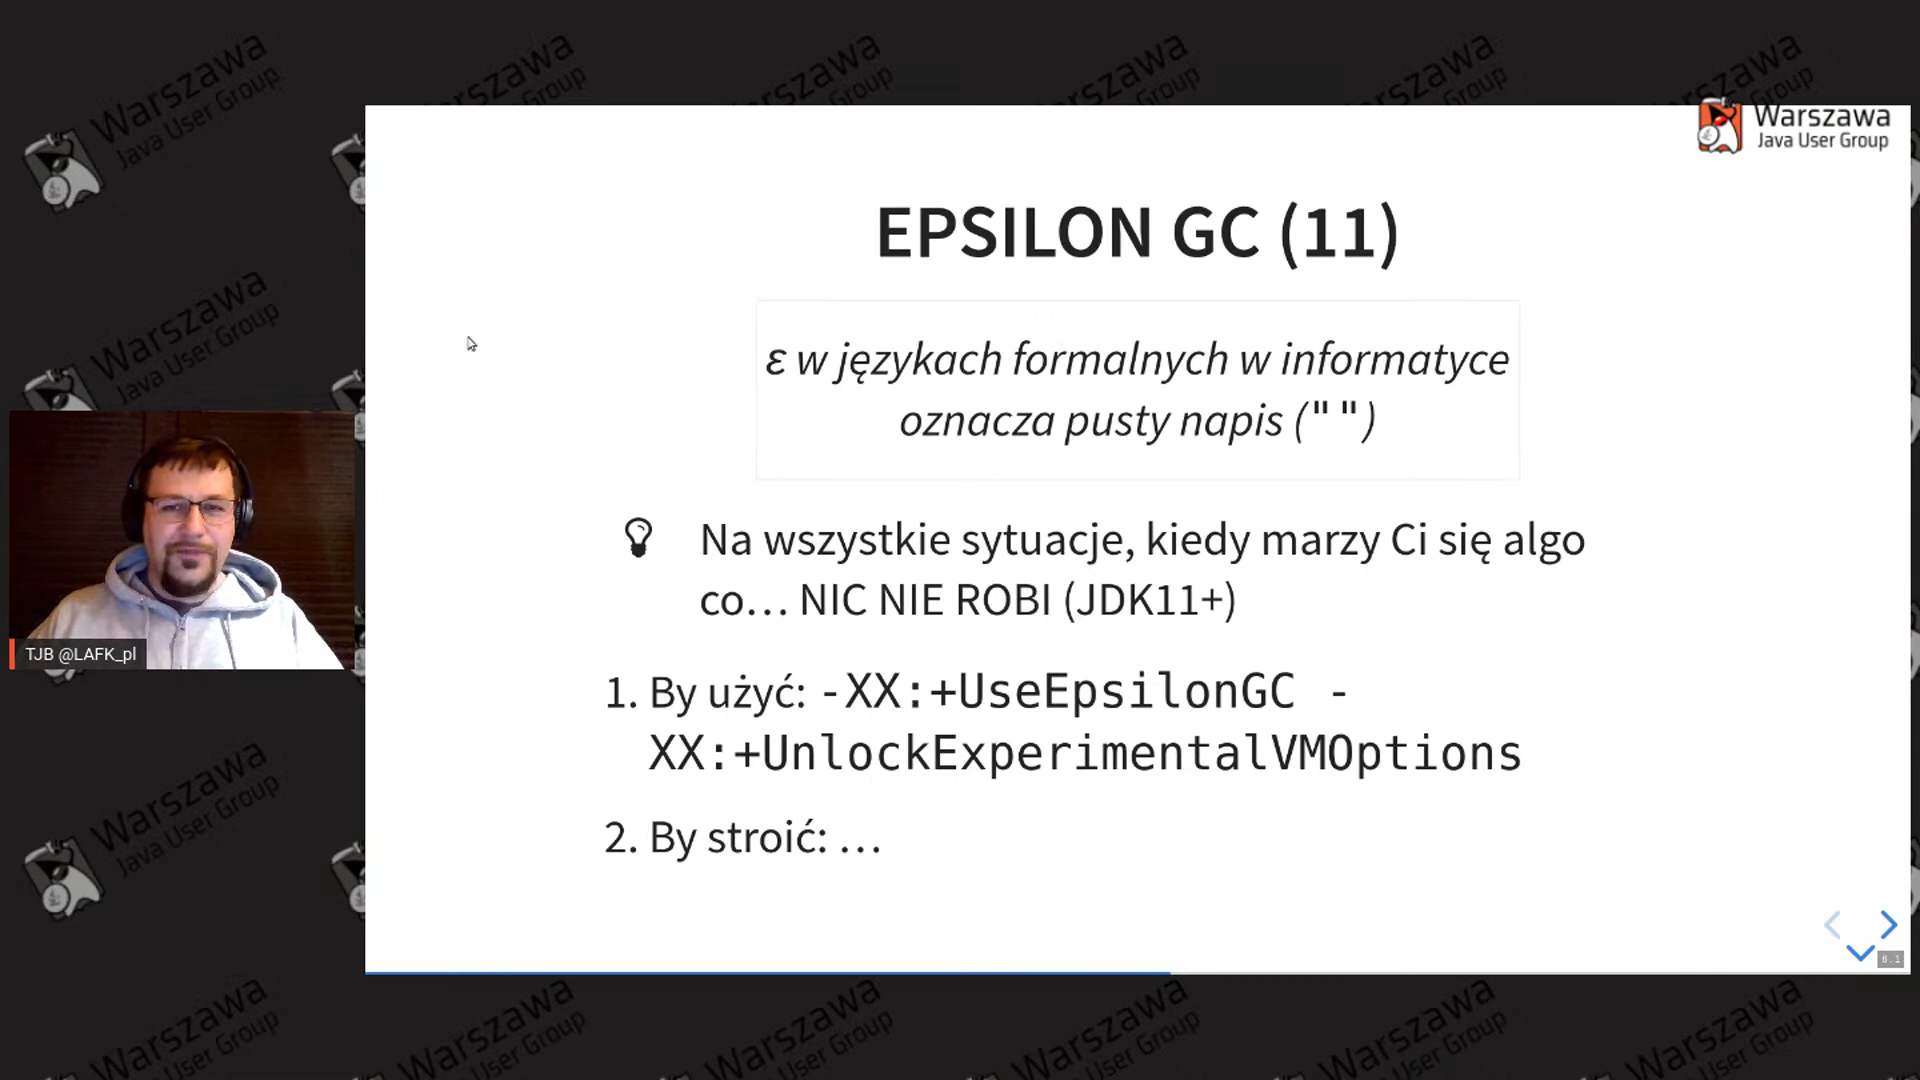 Warszawa
Java User Group
EPSILON GC (11)
ε w językach formalnych w informatyce
oznacza pusty napis ("")
Na wszystkie sytuacje, kiedy marzy Ci się algo
co… NIC NIE ROBI (JDK11+)
1. By użyć: -XX:+UseEpsilonGC -
XX:+UnlockExperimentalVMOptions
2. By stroić: …
TJB @LAFK_pl
6.1